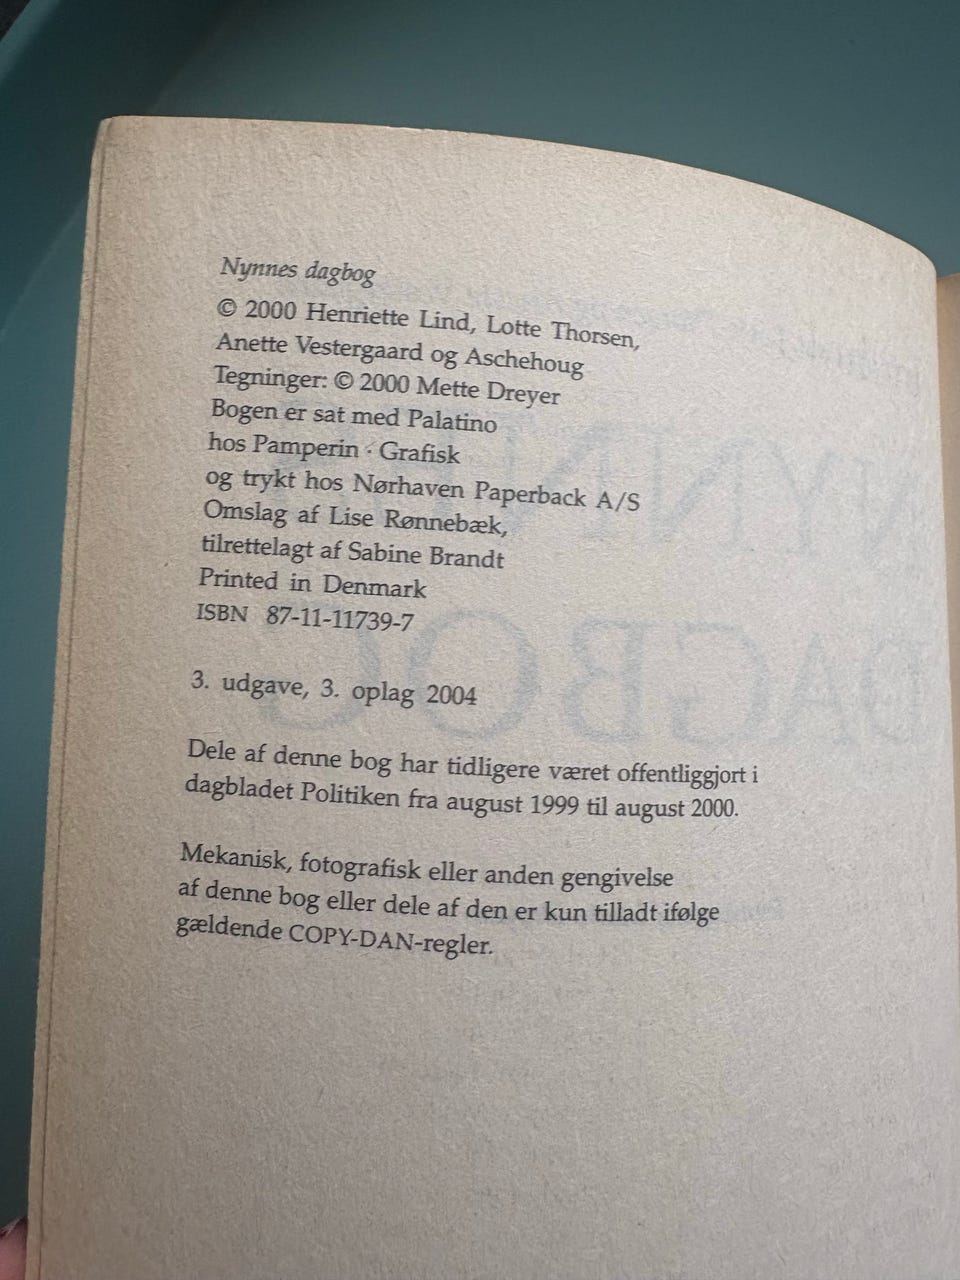 Nynnes dagbog
© 2000 Henriette Lind, Lotte Thorsen,
Anette Vestergaard og Aschehoug
Tegninger: © 2000 Mette Dreyer
Bogen er sat med Palatino
hos Pamperin · Grafisk
og trykt hos Nørhaven Paperback A/S
Omslag af Lise Rønnebæk,
tilrettelagt af Sabine Brandt
Printed in Denmark
ISBN 87-11-11739-7
3. udgave, 3. oplag 2004
Dele af denne bog har tidligere været offentliggjort i
dagbladet Politiken fra august 1999 til august 2000.
Mekanisk, fotografisk eller anden gengivelse
af denne bog eller dele af den er kun tilladt ifølge
gældende COPY-DAN-regler.